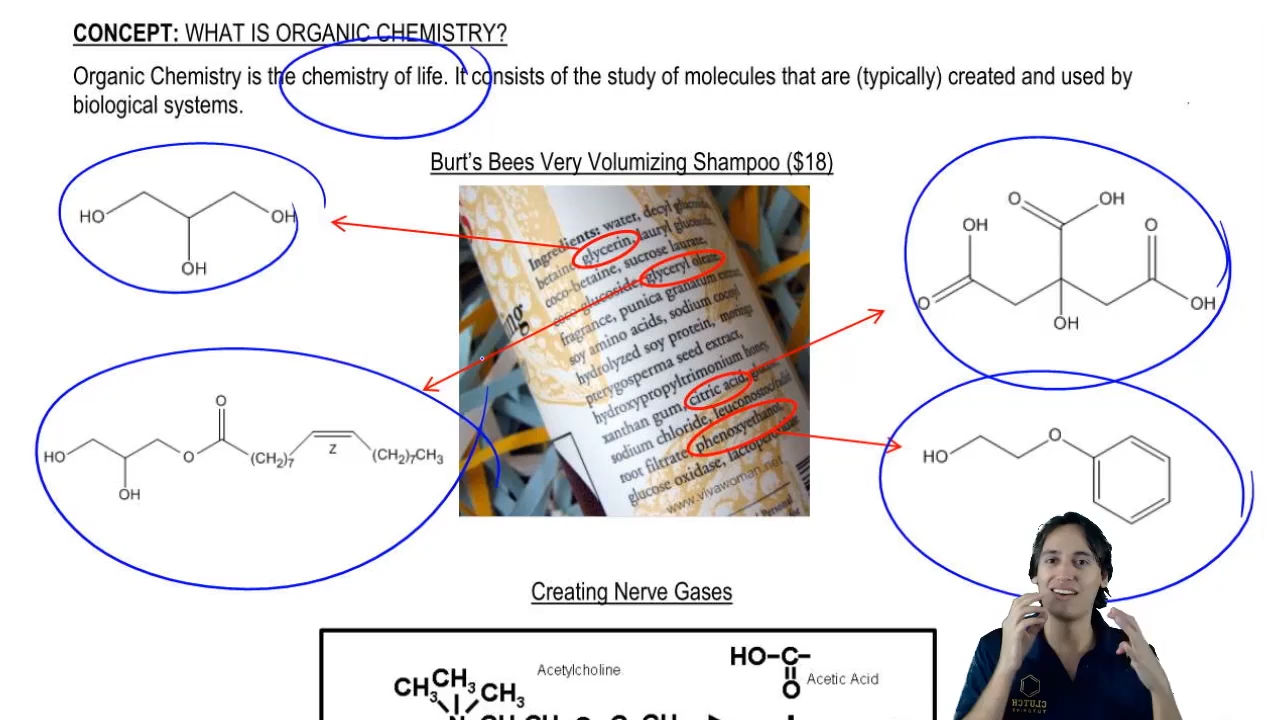 CONCEPT: WHAT IS ORGANIC CHEMISTRY?
Organic Chemistry is the chemistry of life. It consists of the study of molecules that are (typically) created and used by
biological systems.
Burt's Bees Very Volumizing Shampoo ($18)
HO
OH
OH
O
HO
O
(CH2)7
Z
(CH2)7CH3
OH
Ingredients: water, decyl glucoside,
betaine, glycerin, lauryl glucoside,
coco-betaine, sucrose laurate,
coco-glucoside, glyceryl oleate,
fragrance, punica granatum extract,
soy amino acids, sodium cocoyl
hydrolyzed soy protein, moringa
pterygosperma seed extract,
hydroxypropyltrimonium honey,
xanthan gum, citric acid,
sodium chloride,
root filtrate, phenoxyethanol,
glucose oxidase,
www.vivawoman.net
ing
O
OH
OH
O
O
OH
OH
HO
O
Creating Nerve Gases
CH3
CH3
CH3
Acetylcholine
HO–C–
O
Acetic Acid
CLUTCH